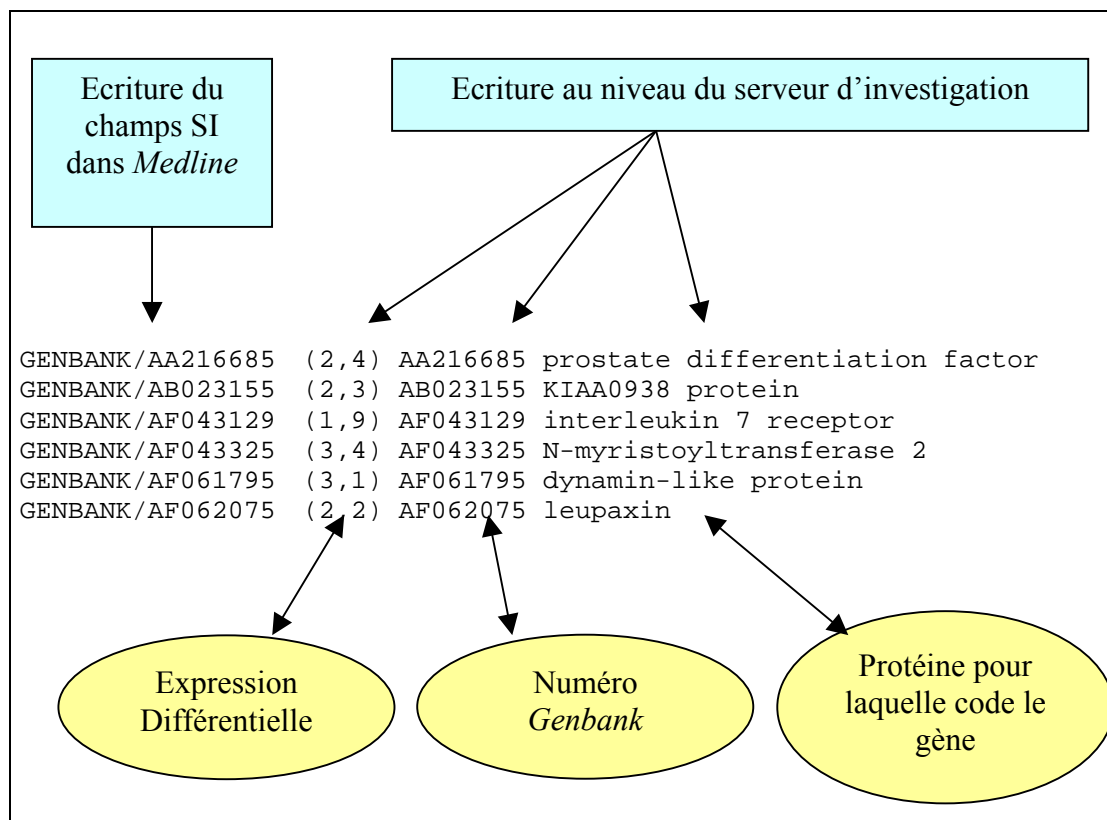 Ecriture du
champs SI
dans Medline
Ecriture au niveau du serveur d’investigation
GENBANK/AA216685 (2,4) AA216685 prostate differentiation factor
GENBANK/AB023155 (2,3) AB023155 KIAA0938 protein
GENBANK/AF043129 (1,9) AF043129 interleukin 7 receptor
GENBANK/AF043325 (3,4) AF043325 N-myristoyltransferase 2
GENBANK/AF061795 (3,1) AF061795 dynamin-like protein
GENBANK/AF062075 (2,2) AF062075 leupaxin
Expression
Différentielle
Numéro
Genbank
Protéine pour
laquelle code le
gène